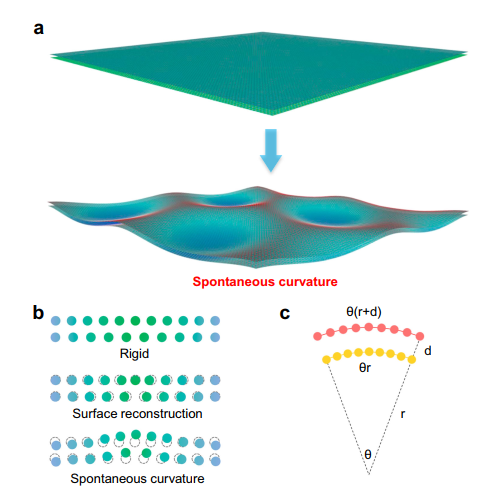 a
Spontaneous curvature
b
Rigid
Surface reconstruction
Spontaneous curvature
c
θ(r+d)
d
θr
r
θ